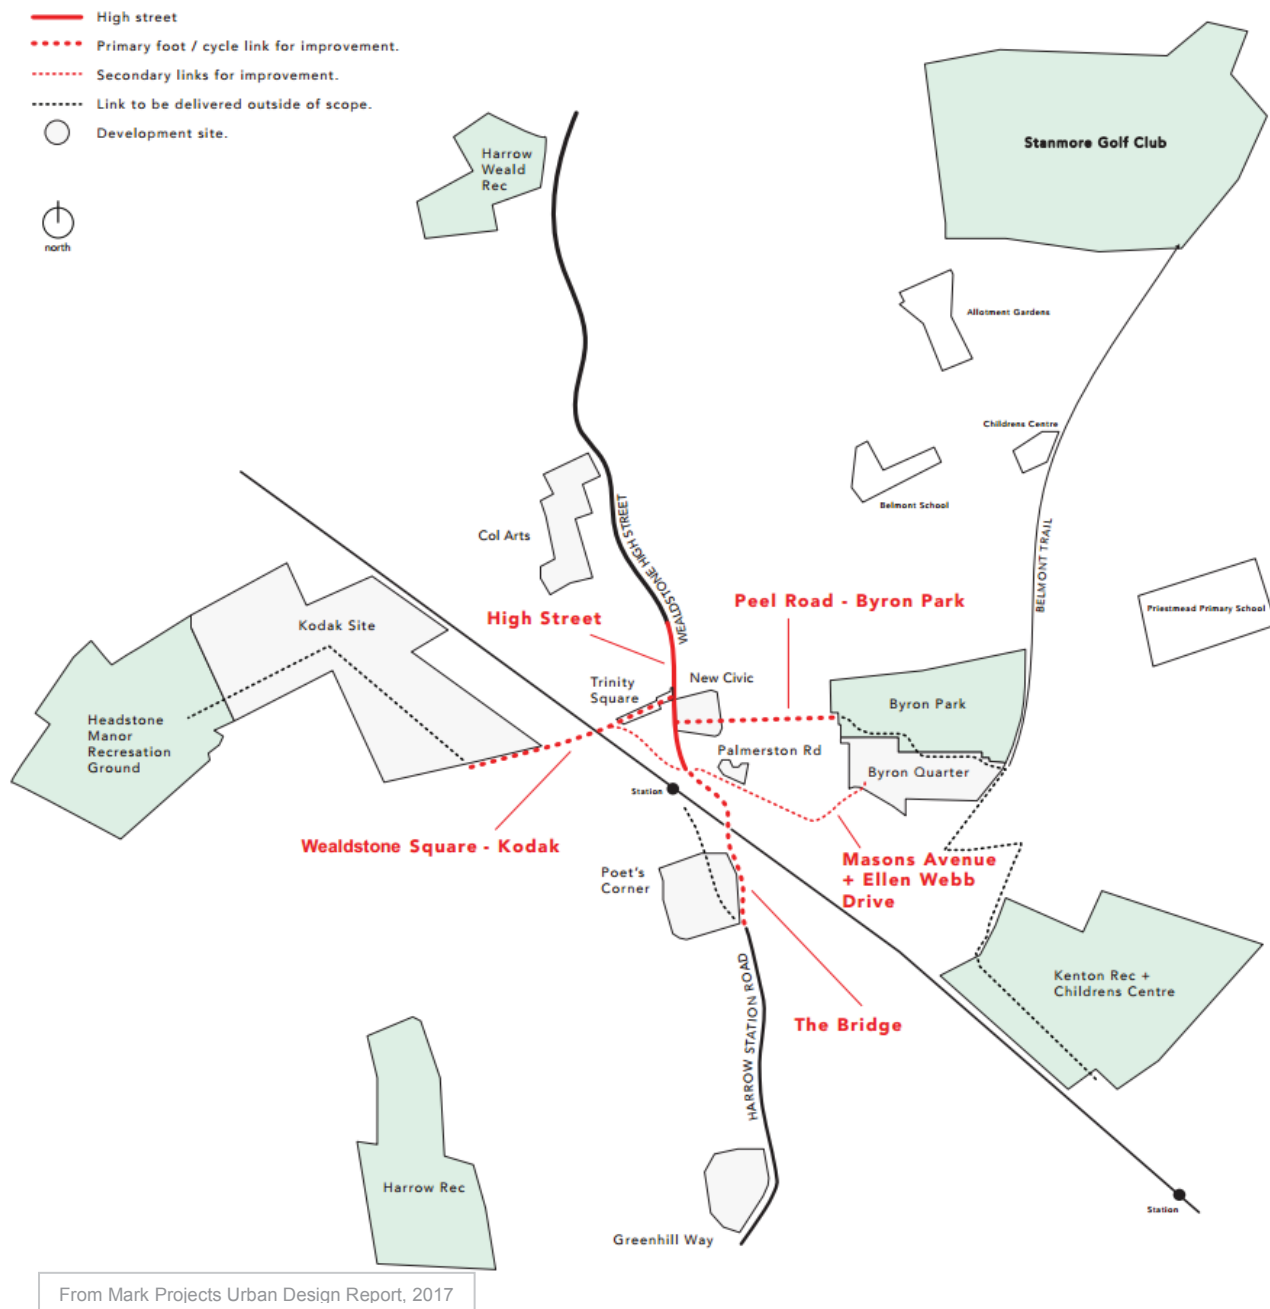 High street
Primary foot / cycle link for improvement.
Secondary links for improvement.
Link to be delivered outside of scope.
Development site.
north
Harrow
Weald
Rec
Stanmore Golf Club
Allotment Gardens
Childrens Centre
Belmont School
Col Arts
WEALDSTONE HIGH STREET
BELMONT TRAIL
Priestmead Primary School
Peel Road - Byron Park
High Street
Kodak Site
Trinity
Square
New Civic
Byron Park
Headstone
Manor
Recresation
Ground
Palmerston Rd
Byron Quarter
Station
Wealdstone Square - Kodak
Masons Avenue
+ Ellen Webb
Drive
Poet's
Corner
Kenton Rec +
Childrens Centre
The Bridge
HARROW STATION ROAD
Harrow Rec
Station
Greenhill Way
From Mark Projects Urban Design Report, 2017